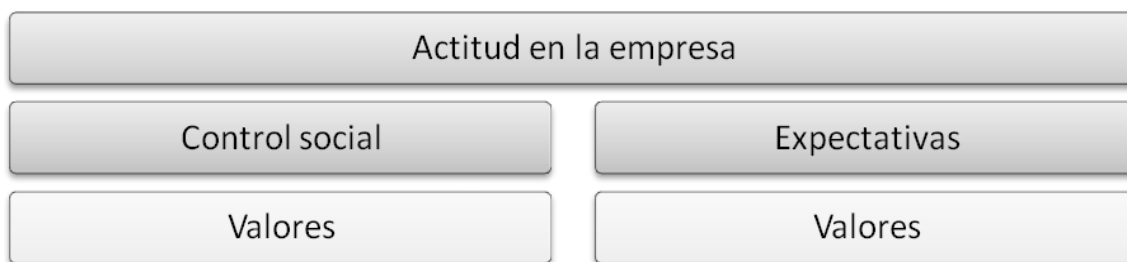 Actitud en la empresa
Control social
Expectativas
Valores
Valores